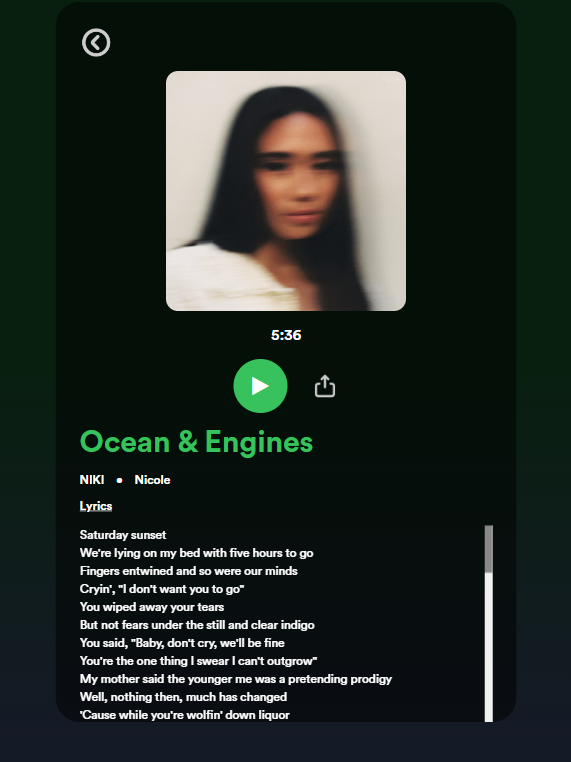 5:36
Ocean & Engines
NIKI • Nicole
Lyrics
Saturday sunset
We're lying on my bed with five hours to go
Fingers entwined and so were our minds
Cryin', "I don't want you to go"
You wiped away your tears
But not fears under the still and clear indigo
You said, "Baby, don't cry, we'll be fine
You're the one thing I swear I can't outgrow"
My mother said the younger me was a pretending prodigy
Well, nothing then, much has changed
'Cause while you're wolfin' down liquor